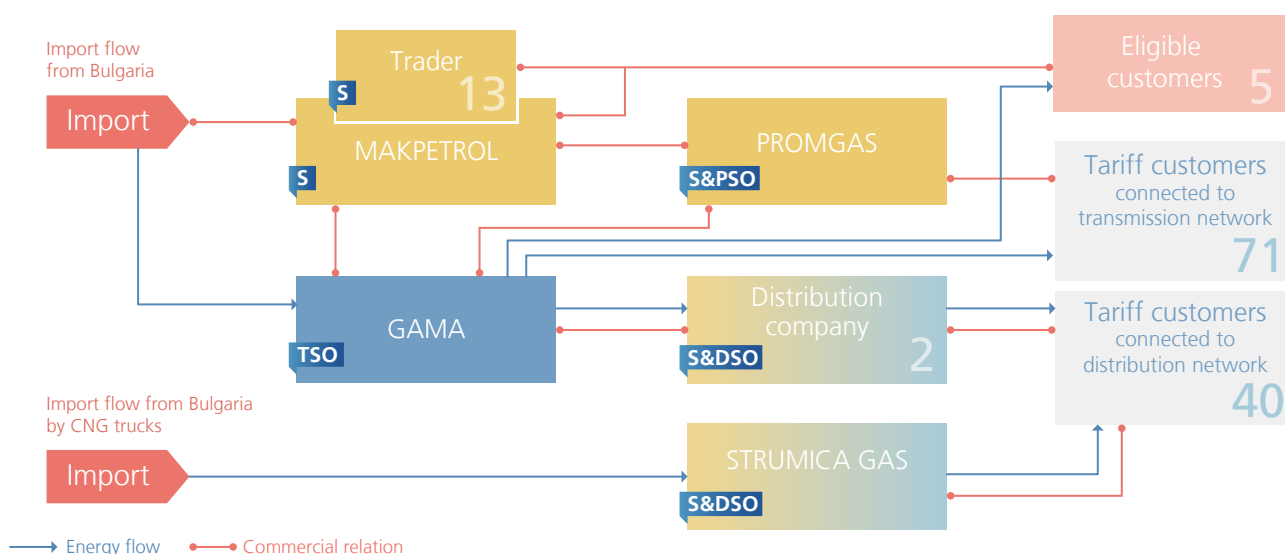 Import flow
from Bulgaria
Import
Trader
13
S
MAKPETROL
S
PROMGAS
S&PSO
Eligible
customers
5
Tariff customers
connected to
transmission network
71
GAMA
TSO
Distribution
company
2
S&DSO
Tariff customers
connected to
distribution network
40
Import flow from Bulgaria
by CNG trucks
Import
STRUMICA GAS
S&DSO
Energy flow
Commercial relation